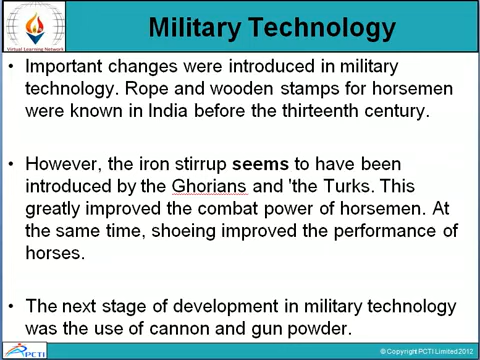 Military Technology
Virtual Learning Network
• Important changes were introduced in military
technology. Rope and wooden stamps for horsemen
were known in India before the thirteenth century.
• However, the iron stirrup seems to have been
introduced by the Ghorians and 'the Turks. This
greatly improved the combat power of horsemen. At
the same time, shoeing improved the performance of
horses.
• The next stage of development in military technology
was the use of cannon and gun powder.
PCTI
© Copyright PCTI Limited 2012